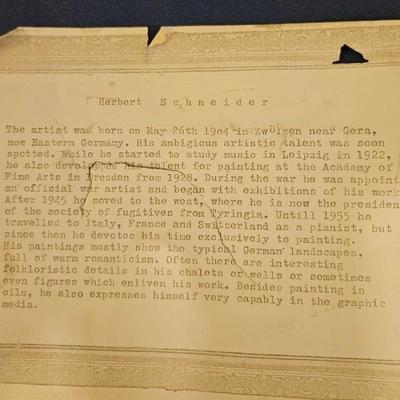 Herbert Schneider
The artist was born on May 26th 1904 in Zwötzen near Gera,
now Eastern Germany. His ambigious artistic talent was soon
spotted. While he started to study music in Loipzig in 1922,
he also developed his talent for painting at the Academy of
Fine Arts in Dresden from 1928. During the war he was appoint
an official war artist and began with exhibitions of his work
After 1945 he moved to the west, where he is now the presiden
of the society of fugitives from Tyringia. Untill 1955 he
travelled to Italy, France and Switzerland as a pianist, but
since then he devotes his time exclusively to painting.
His paintings mostly show the typical German landscapes,
full of warm romanticism. Often there are interesting
folkloristic details in his chalets or wells or sometimes
even figures which enliven his work. Besides painting in
oils, he also expresses himself very capably in the graphic
media.